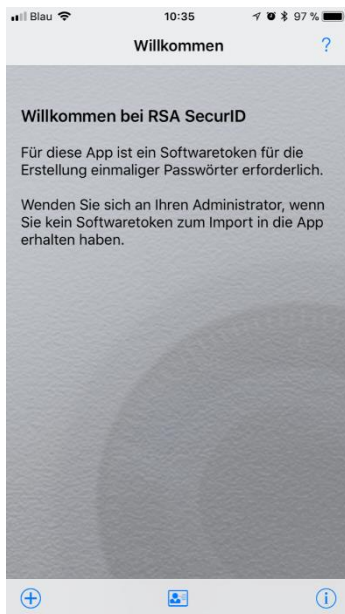 Blau 10:35 97 %
Willkommen ?
Willkommen bei RSA SecurID
Für diese App ist ein Softwaretoken für die
Erstellung einmaliger Passwörter erforderlich.
Wenden Sie sich an Ihren Administrator, wenn
Sie kein Softwaretoken zum Import in die App
erhalten haben.